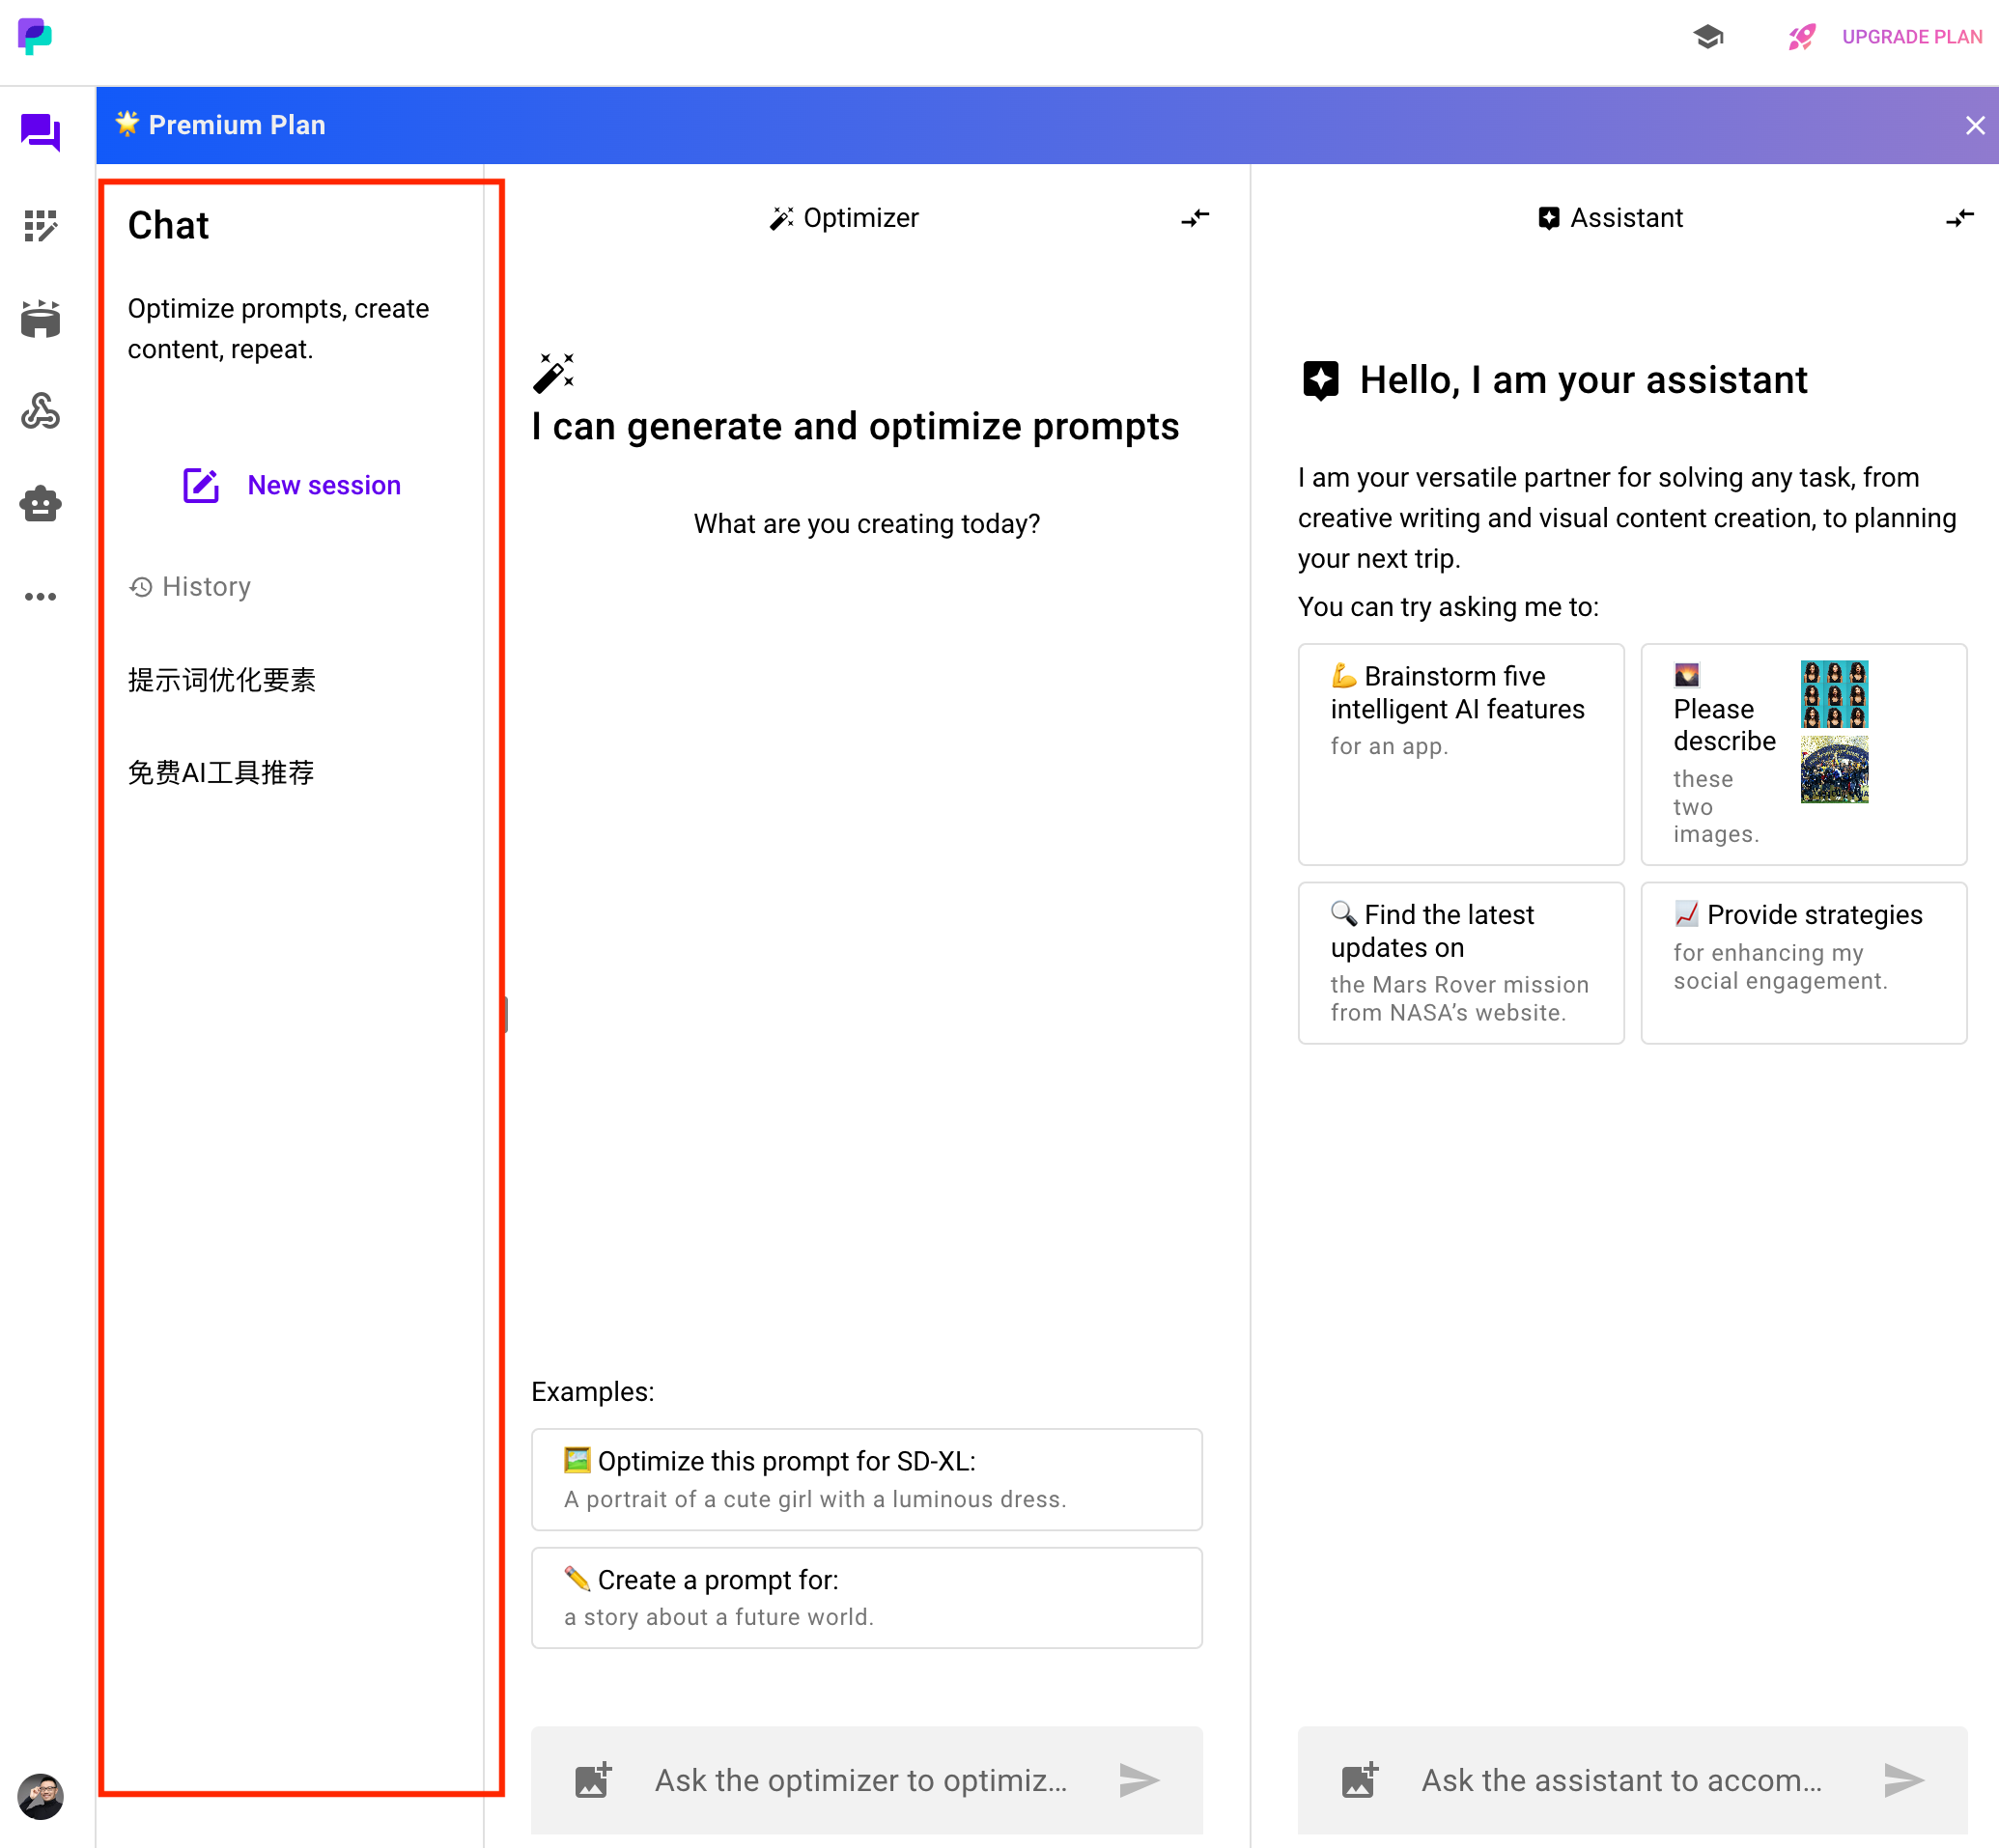 UPGRADE PLAN
🌟 Premium Plan
Chat
Optimize prompts, create
content, repeat.
New session
History
提示词优化要素
免费AI工具推荐
Optimizer
I can generate and optimize prompts
What are you creating today?
Examples:
🖼️ Optimize this prompt for SD-XL:
A portrait of a cute girl with a luminous dress.
✏️ Create a prompt for:
a story about a future world.
Ask the optimizer to optimiz...
Assistant
Hello, I am your assistant
I am your versatile partner for solving any task, from
creative writing and visual content creation, to planning
your next trip.
You can try asking me to:
💪 Brainstorm five
intelligent AI features
for an app.
🌄
Please
describe
these
two
images.
🔍 Find the latest
updates on
the Mars Rover mission
from NASA’s website.
📈 Provide strategies
for enhancing my
social engagement.
Ask the assistant to accom...